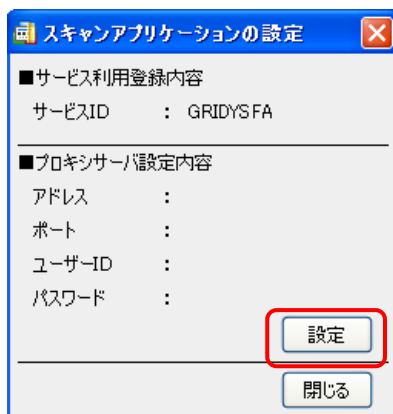 スキャンアプリケーションの設定
■サービス利用登録内容
サービスID : GRIDYSFA
■プロキシサーバ設定内容
アドレス :
ポート :
ユーザーID :
パスワード :
設定
閉じる